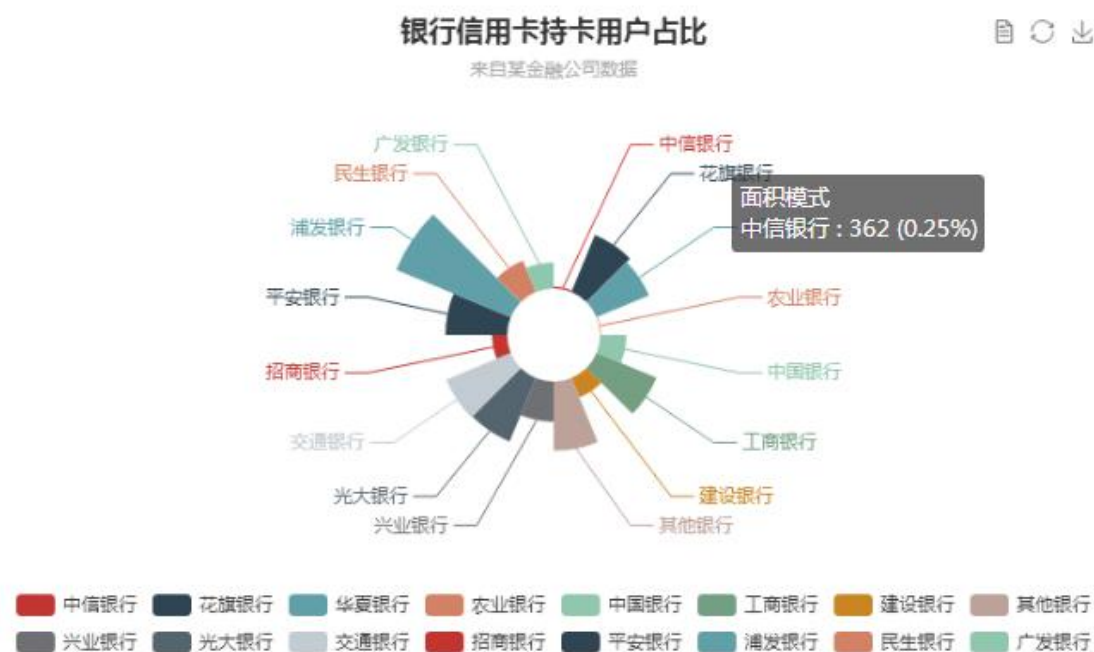 银行信用卡持卡用户占比
来自某金融公司数据
广发银行
中信银行
民生银行
花旗银行
面积模式
中信银行 : 362 (0.25%)
浦发银行
平安银行
农业银行
招商银行
中国银行
交通银行
工商银行
光大银行
建设银行
兴业银行
其他银行
中信银行 花旗银行 华夏银行 农业银行 中国银行 工商银行 建设银行 其他银行
兴业银行 光大银行 交通银行 招商银行 平安银行 浦发银行 民生银行 广发银行